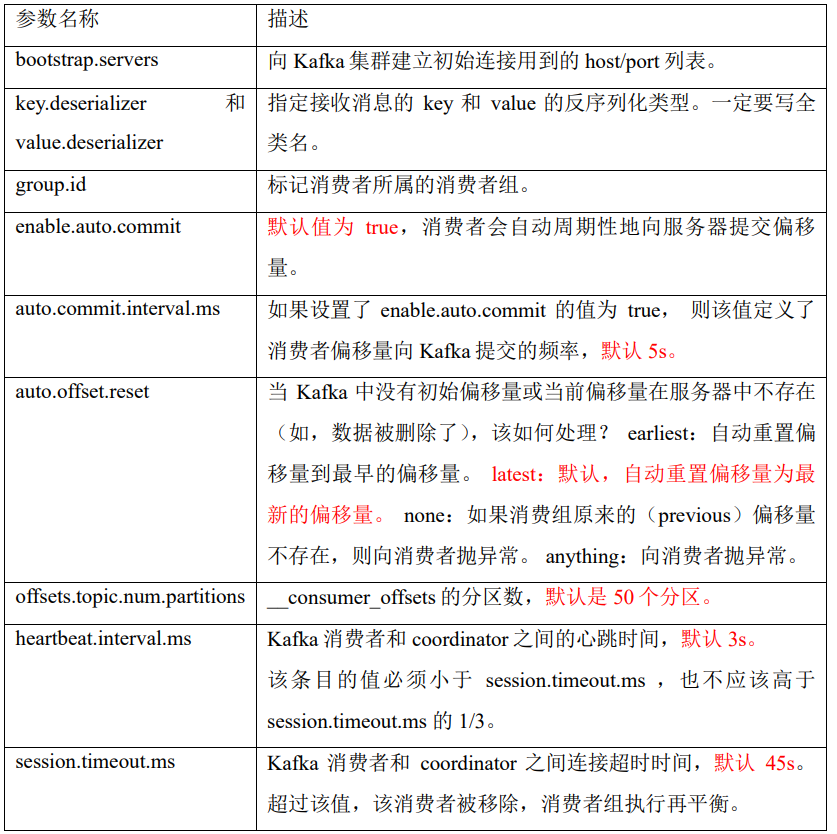 参数名称 描述
bootstrap.servers 向 Kafka 集群建立初始连接用到的 host/port 列表。
key.deserializer 和 指定接收消息的 key 和 value 的反序列化类型。一定要写全
value.deserializer 类名。
group.id 标记消费者所属的消费者组。
enable.auto.commit 默认值为 true，消费者会自动周期性地向服务器提交偏移
量。
auto.commit.interval.ms 如果设置了 enable.auto.commit 的值为 true， 则该值定义了
消费者偏移量向 Kafka 提交的频率，默认 5s。
auto.offset.reset 当 Kafka 中没有初始偏移量或当前偏移量在服务器中不存在
（如，数据被删除了），该如何处理？ earliest：自动重置偏
移量到最早的偏移量。 latest：默认，自动重置偏移量为最
新的偏移量。 none：如果消费组原来的（previous）偏移量
不存在，则向消费者抛异常。 anything：向消费者抛异常。
offsets.topic.num.partitions __consumer_offsets 的分区数，默认是 50 个分区。
heartbeat.interval.ms Kafka 消费者和 coordinator 之间的心跳时间，默认 3s。
该条目的值必须小于 session.timeout.ms ，也不应该高于
session.timeout.ms 的 1/3。
session.timeout.ms Kafka 消费者和 coordinator 之间连接超时时间，默认 45s。
超过该值，该消费者被移除，消费者组执行再平衡。